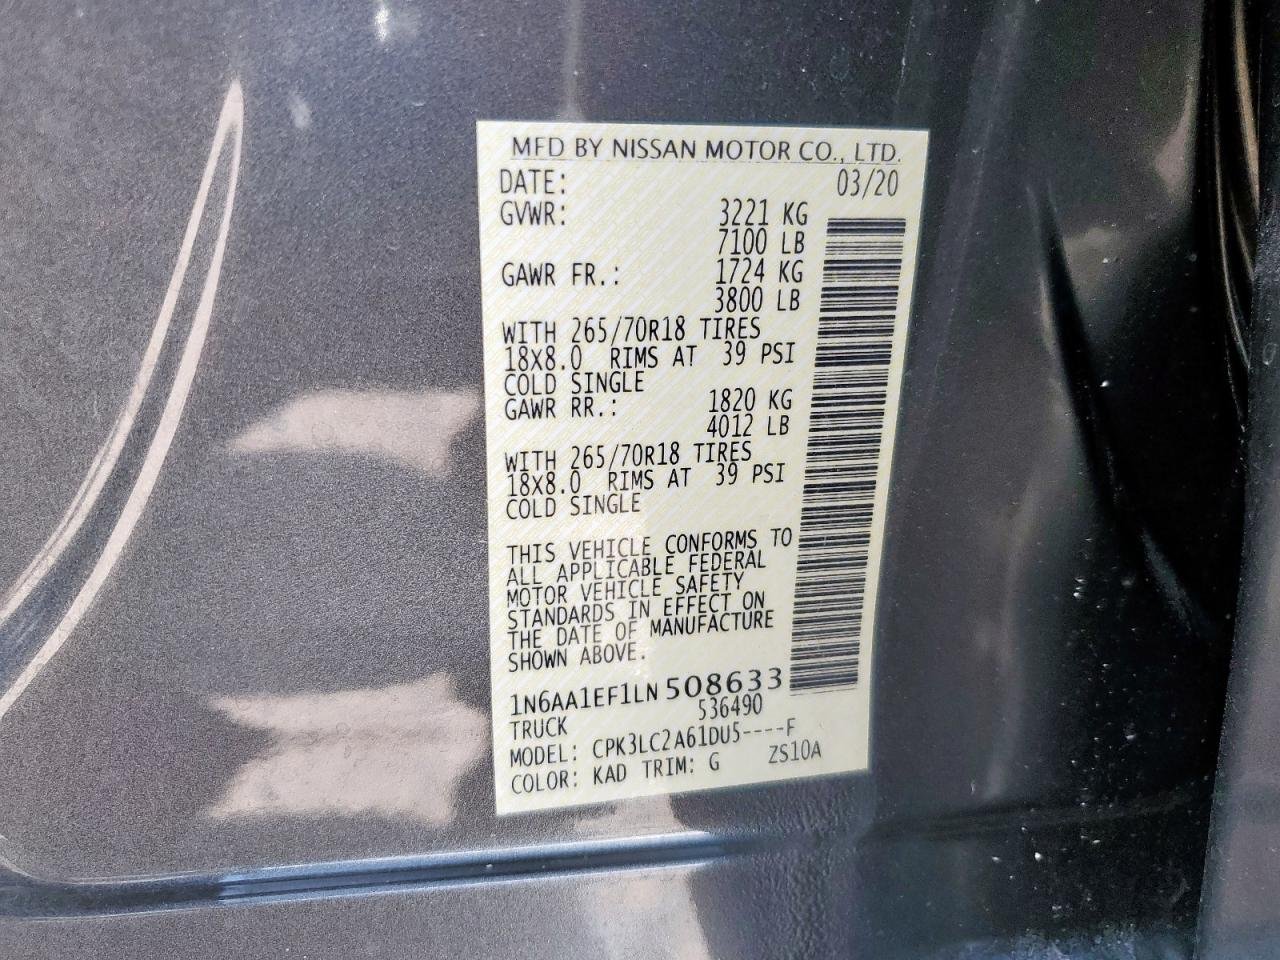 MFD BY NISSAN MOTOR CO., LTD.
DATE: 03/20
GVWR: 3221 KG
7100 LB
GAWR FR.: 1724 KG
3800 LB
WITH 265/70R18 TIRES
18X8.0 RIMS AT 39 PSI
COLD SINGLE
GAWR RR.: 1820 KG
4012 LB
WITH 265/70R18 TIRES
18X8.0 RIMS AT 39 PSI
COLD SINGLE
THIS VEHICLE CONFORMS TO
ALL APPLICABLE FEDERAL
MOTOR VEHICLE SAFETY
STANDARDS IN EFFECT ON
THE DATE OF MANUFACTURE
SHOWN ABOVE.
1N6AA1EF1LN508633
TRUCK 536490
MODEL: CPK3LC2A61DU5----F
COLOR: KAD TRIM: G ZS10A